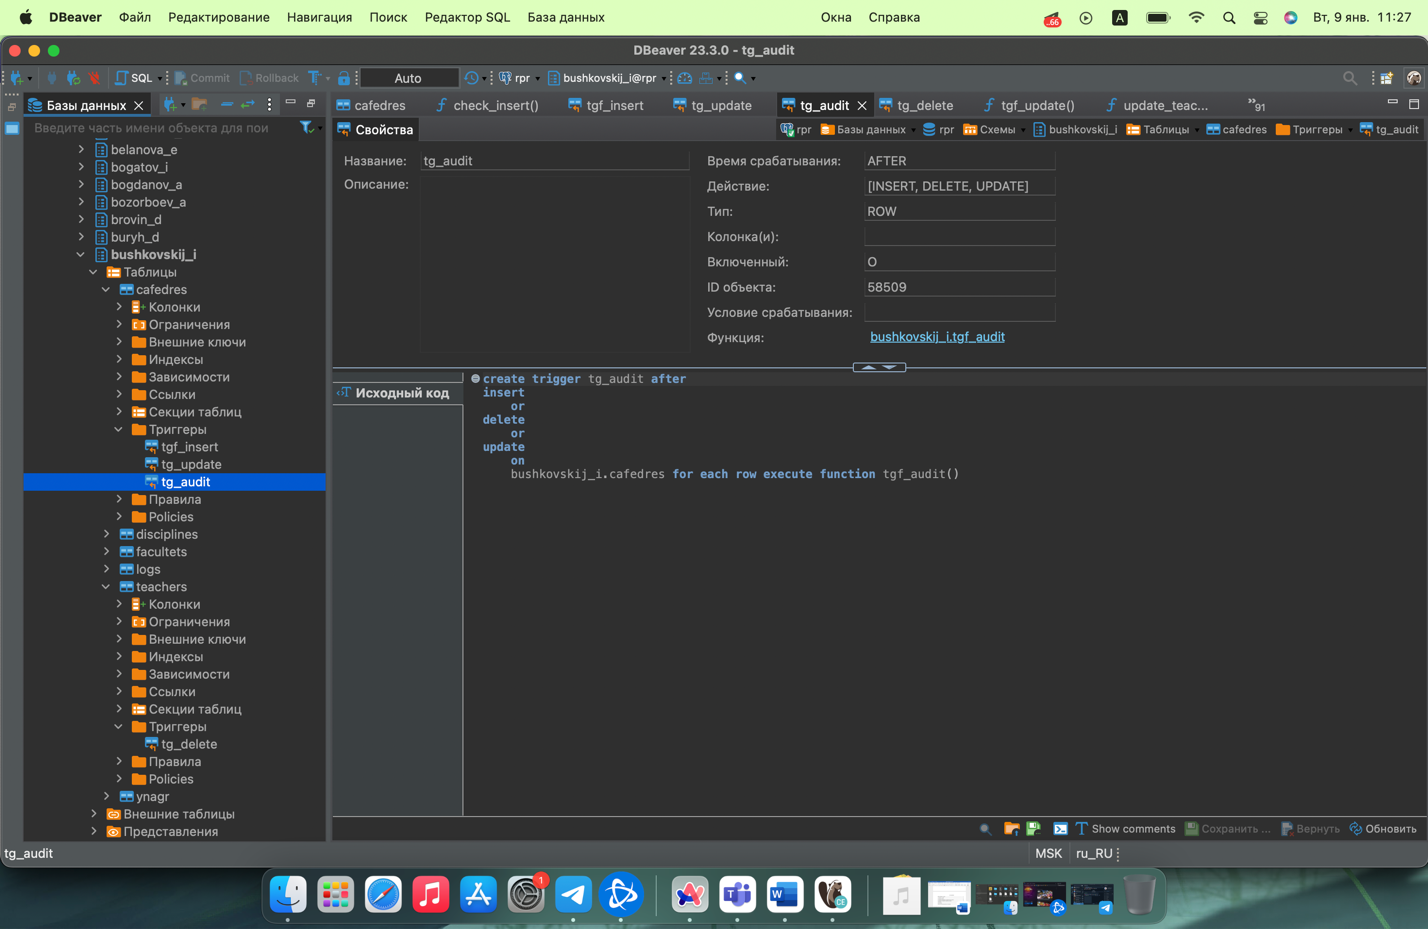 DBeaver Файл Редактирование Навигация Поиск Редактор SQL База данных Окна Справка .66 A Вт, 9 янв. 11:27
DBeaver 23.3.0 - tg_audit
SQL Commit Rollback Auto rpr bushkovskij_i@rpr
Базы данных
Введите часть имени объекта для пои
belanova_e
bogatov_i
bogdanov_a
bozorboev_a
brovin_d
buryh_d
bushkovskij_i
Таблицы
cafedres
Колонки
Ограничения
Внешние ключи
Индексы
Зависимости
Ссылки
Секции таблиц
Триггеры
tgf_insert
tg_update
tg_audit
Правила
Policies
disciplines
facultets
logs
teachers
Колонки
Ограничения
Внешние ключи
Индексы
Зависимости
Ссылки
Секции таблиц
Триггеры
tg_delete
Правила
Policies
ynagr
Внешние таблицы
Представления
cafedres check_insert() tgf_insert tg_update tg_audit tg_delete tgf_update() update_teac... »91
Свойства rpr Базы данных rpr Схемы bushkovskij_i Таблицы cafedres Триггеры tg_audit
Название: tg_audit
Описание:
Время срабатывания: AFTER
Действие: [INSERT, DELETE, UPDATE]
Тип: ROW
Колонка(и):
Включенный: O
ID объекта: 58509
Условие срабатывания:
Функция: bushkovskij_i.tgf_audit
Исходный код
create trigger tg_audit after
insert
or
delete
or
update
on
bushkovskij_i.cafedres for each row execute function tgf_audit()
Show comments Сохранить ... Вернуть Обновить
tg_audit MSK ru_RU
1
W
CE